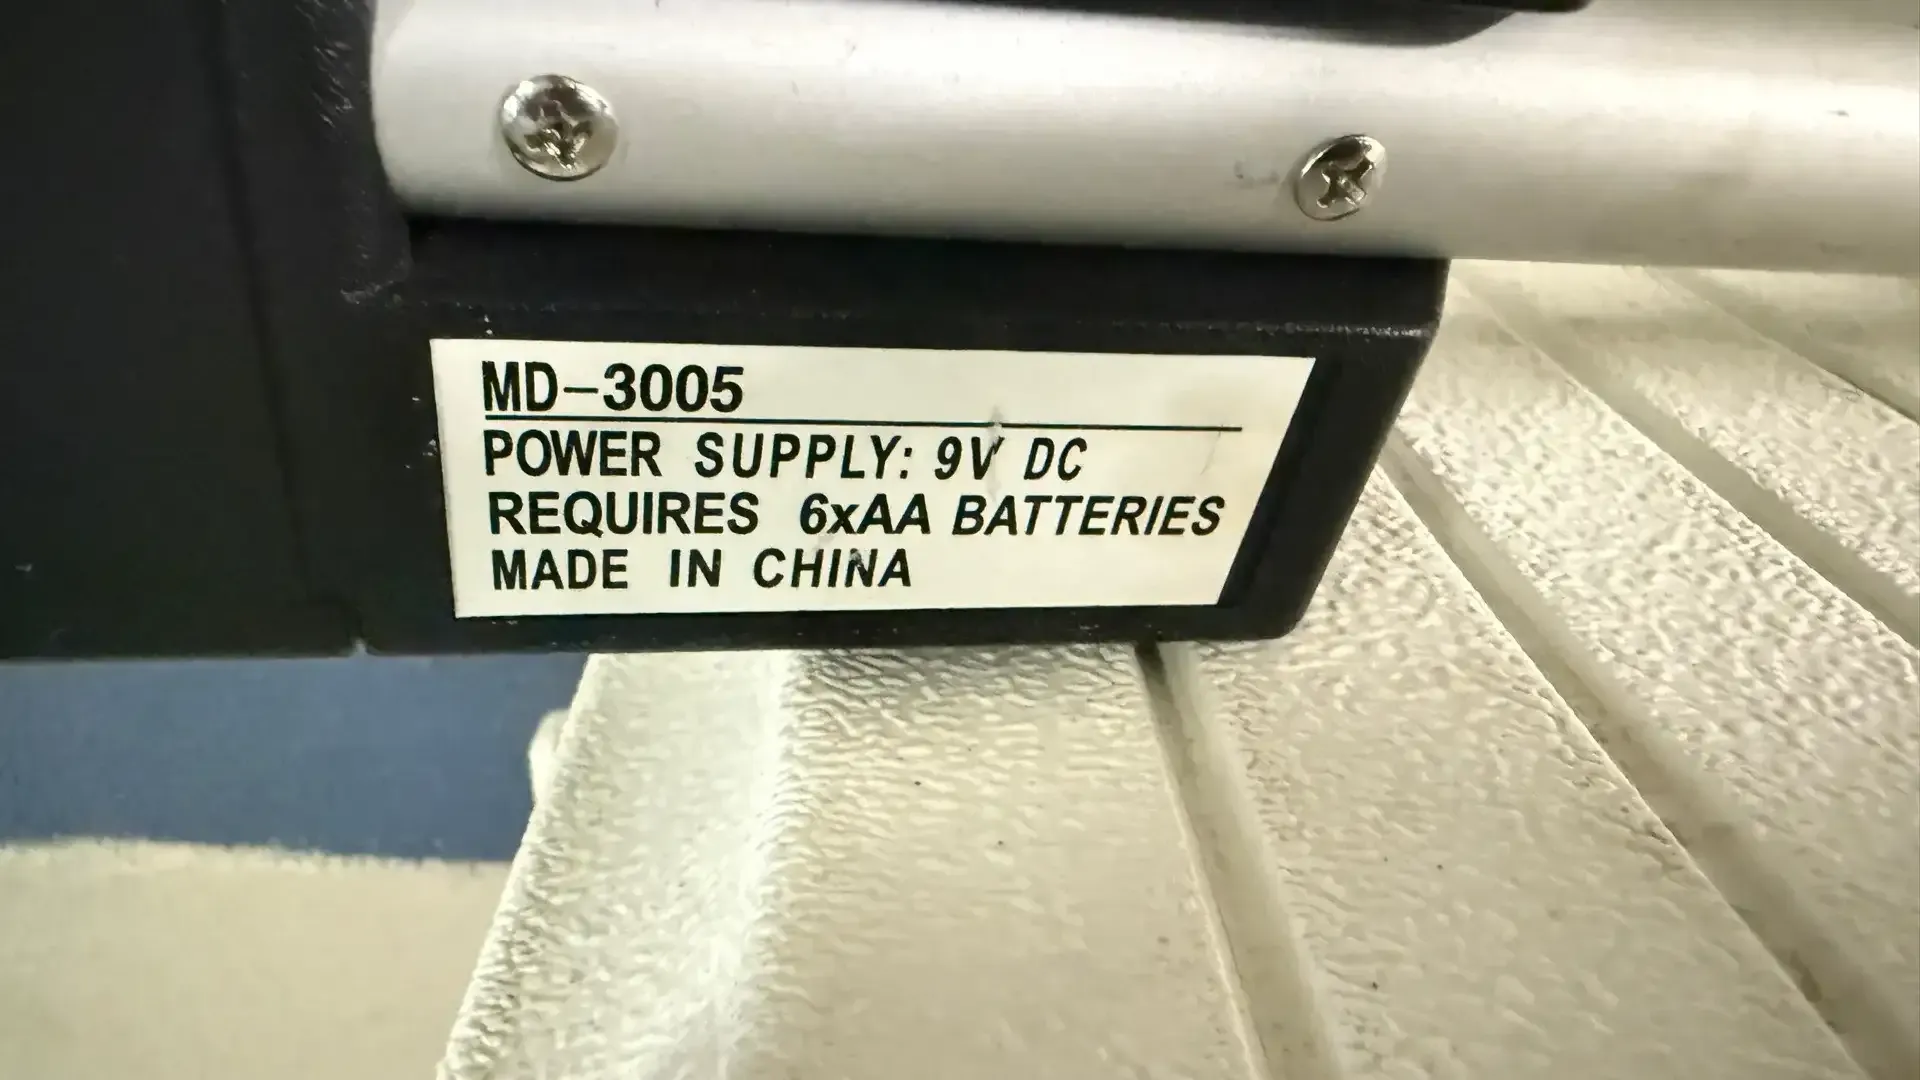 MD-3005
POWER SUPPLY: 9V DC
REQUIRES 6xAA BATTERIES
MADE IN CHINA